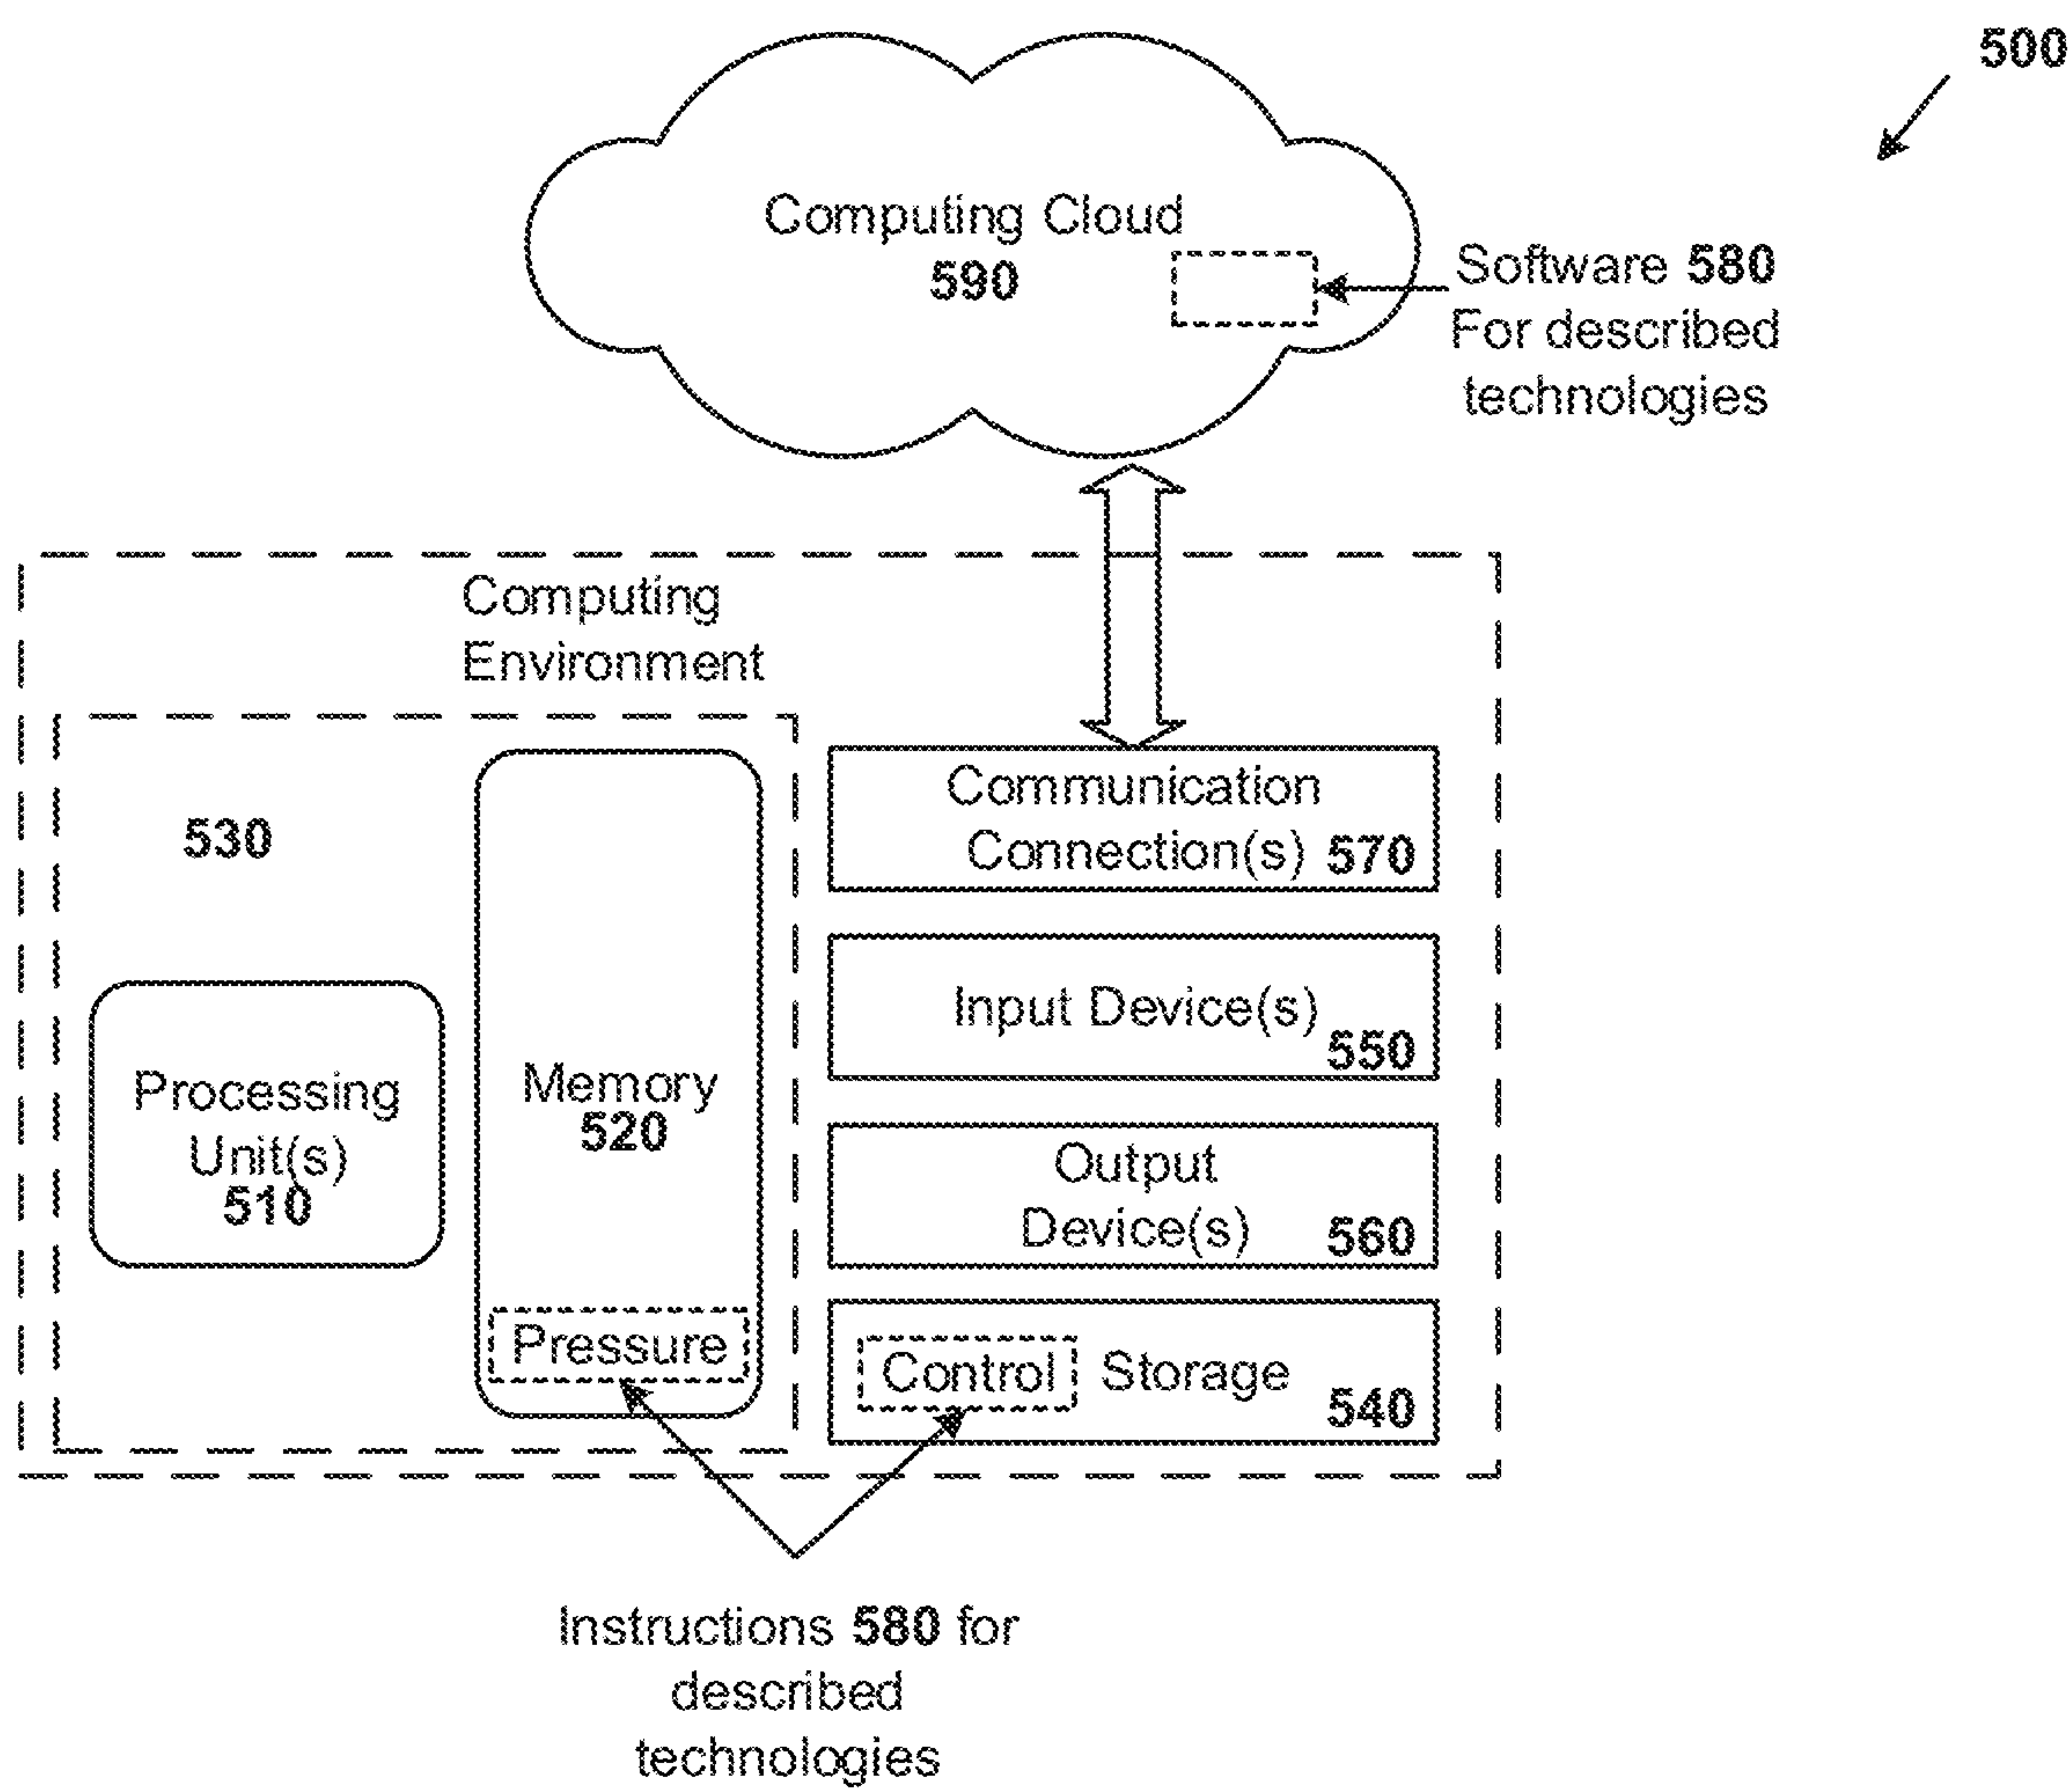 500
Computing Cloud
590
Software 580
For described
technologies
Computing
Environment
530
Processing
Unit(s)
510
Memory
520
Pressure
Communication
Connection(s) 570
Input Device(s)
550
Output
Device(s) 560
Control Storage
540
Instructions 580 for
described
technologies